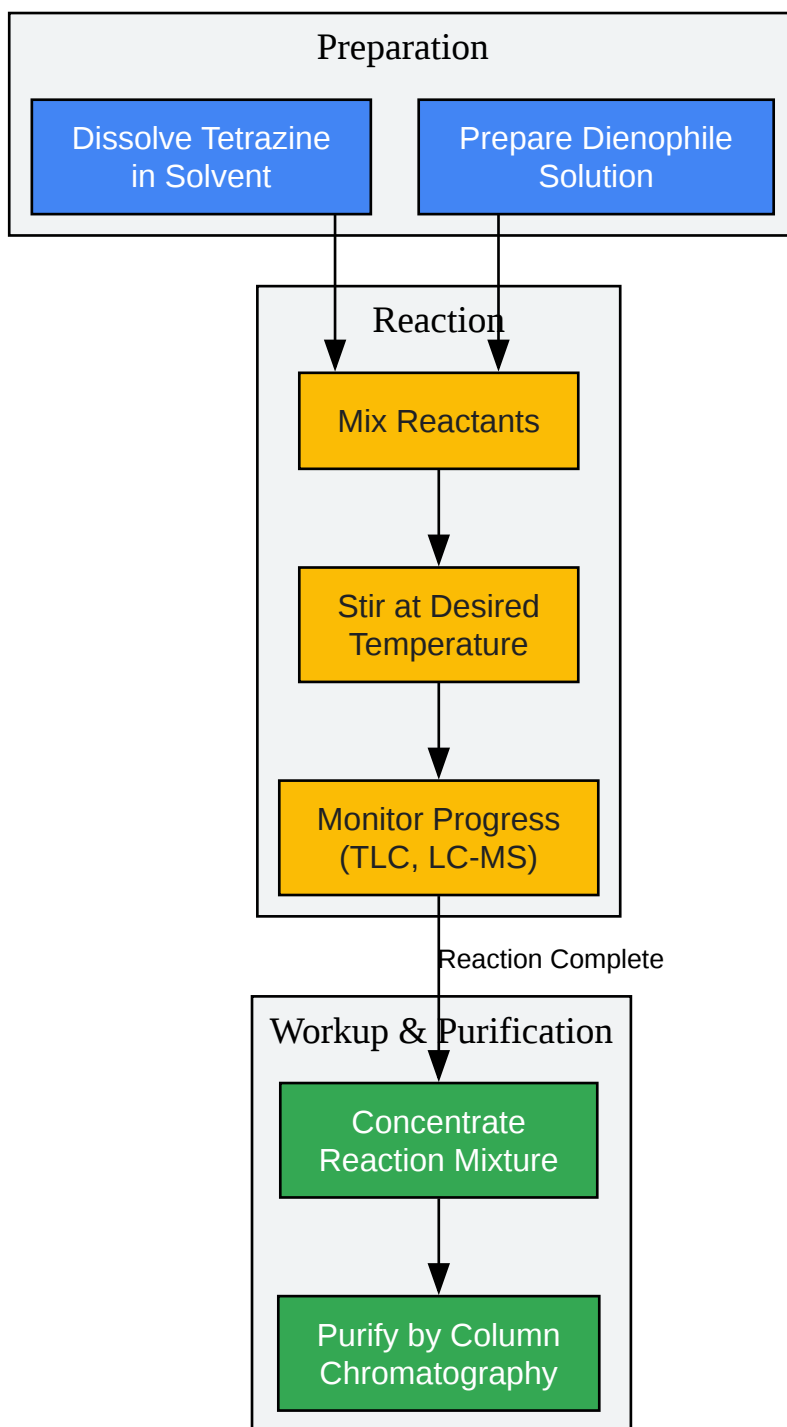 Preparation
Dissolve Tetrazine
in Solvent
Prepare Dienophile
Solution
Reaction
Mix Reactants
Stir at Desired
Temperature
Monitor Progress
(TLC, LC-MS)
Reaction Complete
Workup & Purification
Concentrate
Reaction Mixture
Purify by Column
Chromatography